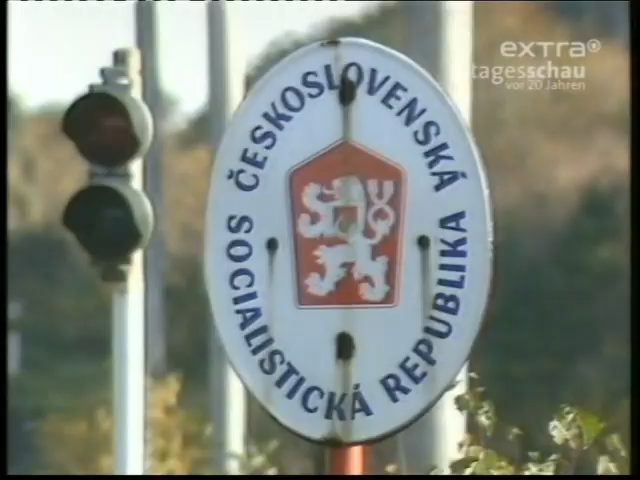 EXTRA
tagesschau
vor 20 Jahren
ČESKOSLOVENSKÁ
SOCIALISTICKÁ REPUBLIKA